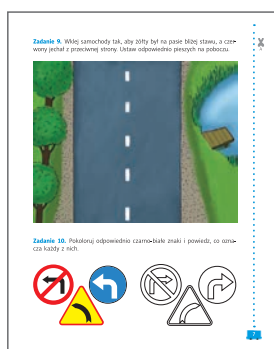 Zadanie 9. Wklej samochody tak, aby żółty był na pasie bliżej stawu, a czer-
wony jechał z przeciwnej strony. Ustaw odpowiednio pieszych na poboczu.
Zadanie 10. Pokoloruj odpowiednio czarno-białe znaki i powiedz, co ozna-
cza każdy z nich.
7